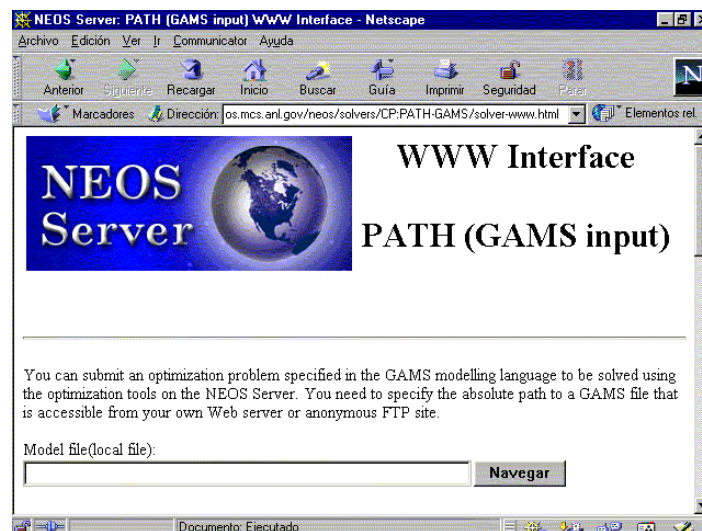 NEOS Server: PATH (GAMS input) WWW Interface - Netscape
Archivo Edición Ver Ir Communicator Ayuda
Anterior Siguiente Recargar Inicio Buscar Guía Imprimir Seguridad Parar
N
Marcadores Dirección: os.mcs.anl.gov/neos/solvers/CP:PATH-GAMS/solver-www.html Elementos rel
NEOS
Server
WWW Interface
PATH (GAMS input)
You can submit an optimization problem specified in the GAMS modelling language to be solved using
the optimization tools on the NEOS Server. You need to specify the absolute path to a GAMS file that
is accessible from your own Web server or anonymous FTP site.
Model file(local file):
Navegar
Documento: Ejecutado